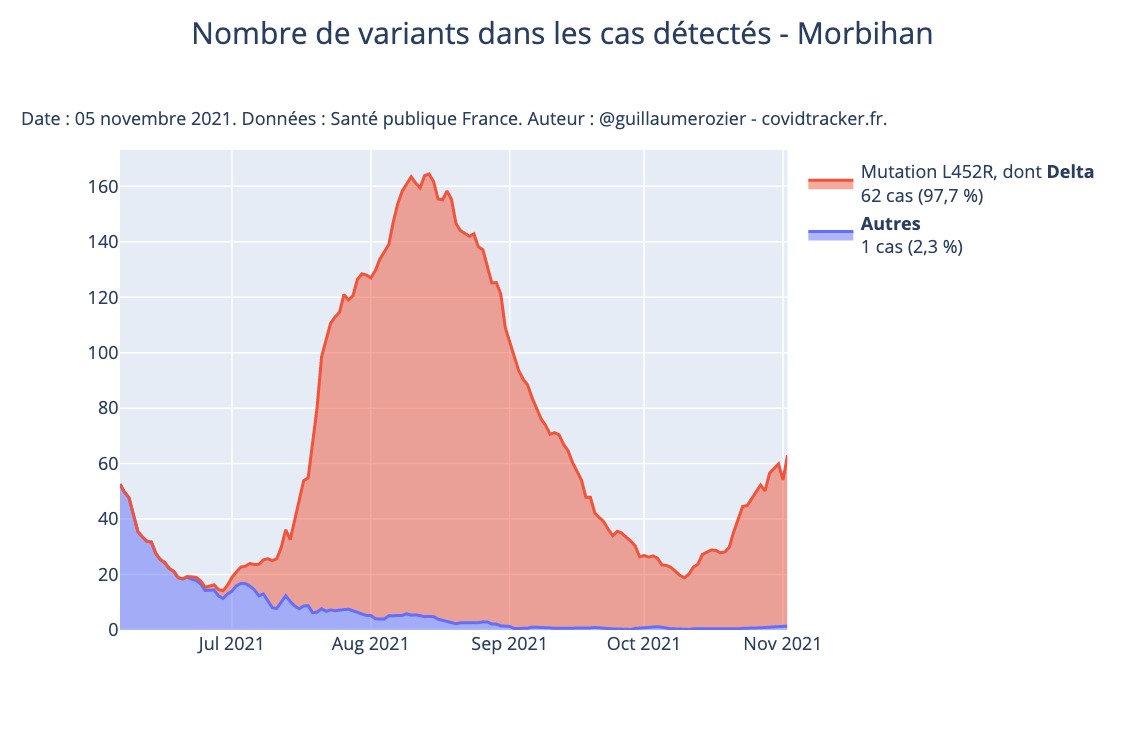 Nombre de variants dans les cas détectés - Morbihan
Date : 05 novembre 2021. Données : Santé publique France. Auteur : @guillaumerozier - covidtracker.fr.
Mutation L452R, dont Delta
62 cas (97,7 %)
Autres
1 cas (2,3 %)
160
140
120
100
80
60
40
20
0
Jul 2021
Aug 2021
Sep 2021
Oct 2021
Nov 2021